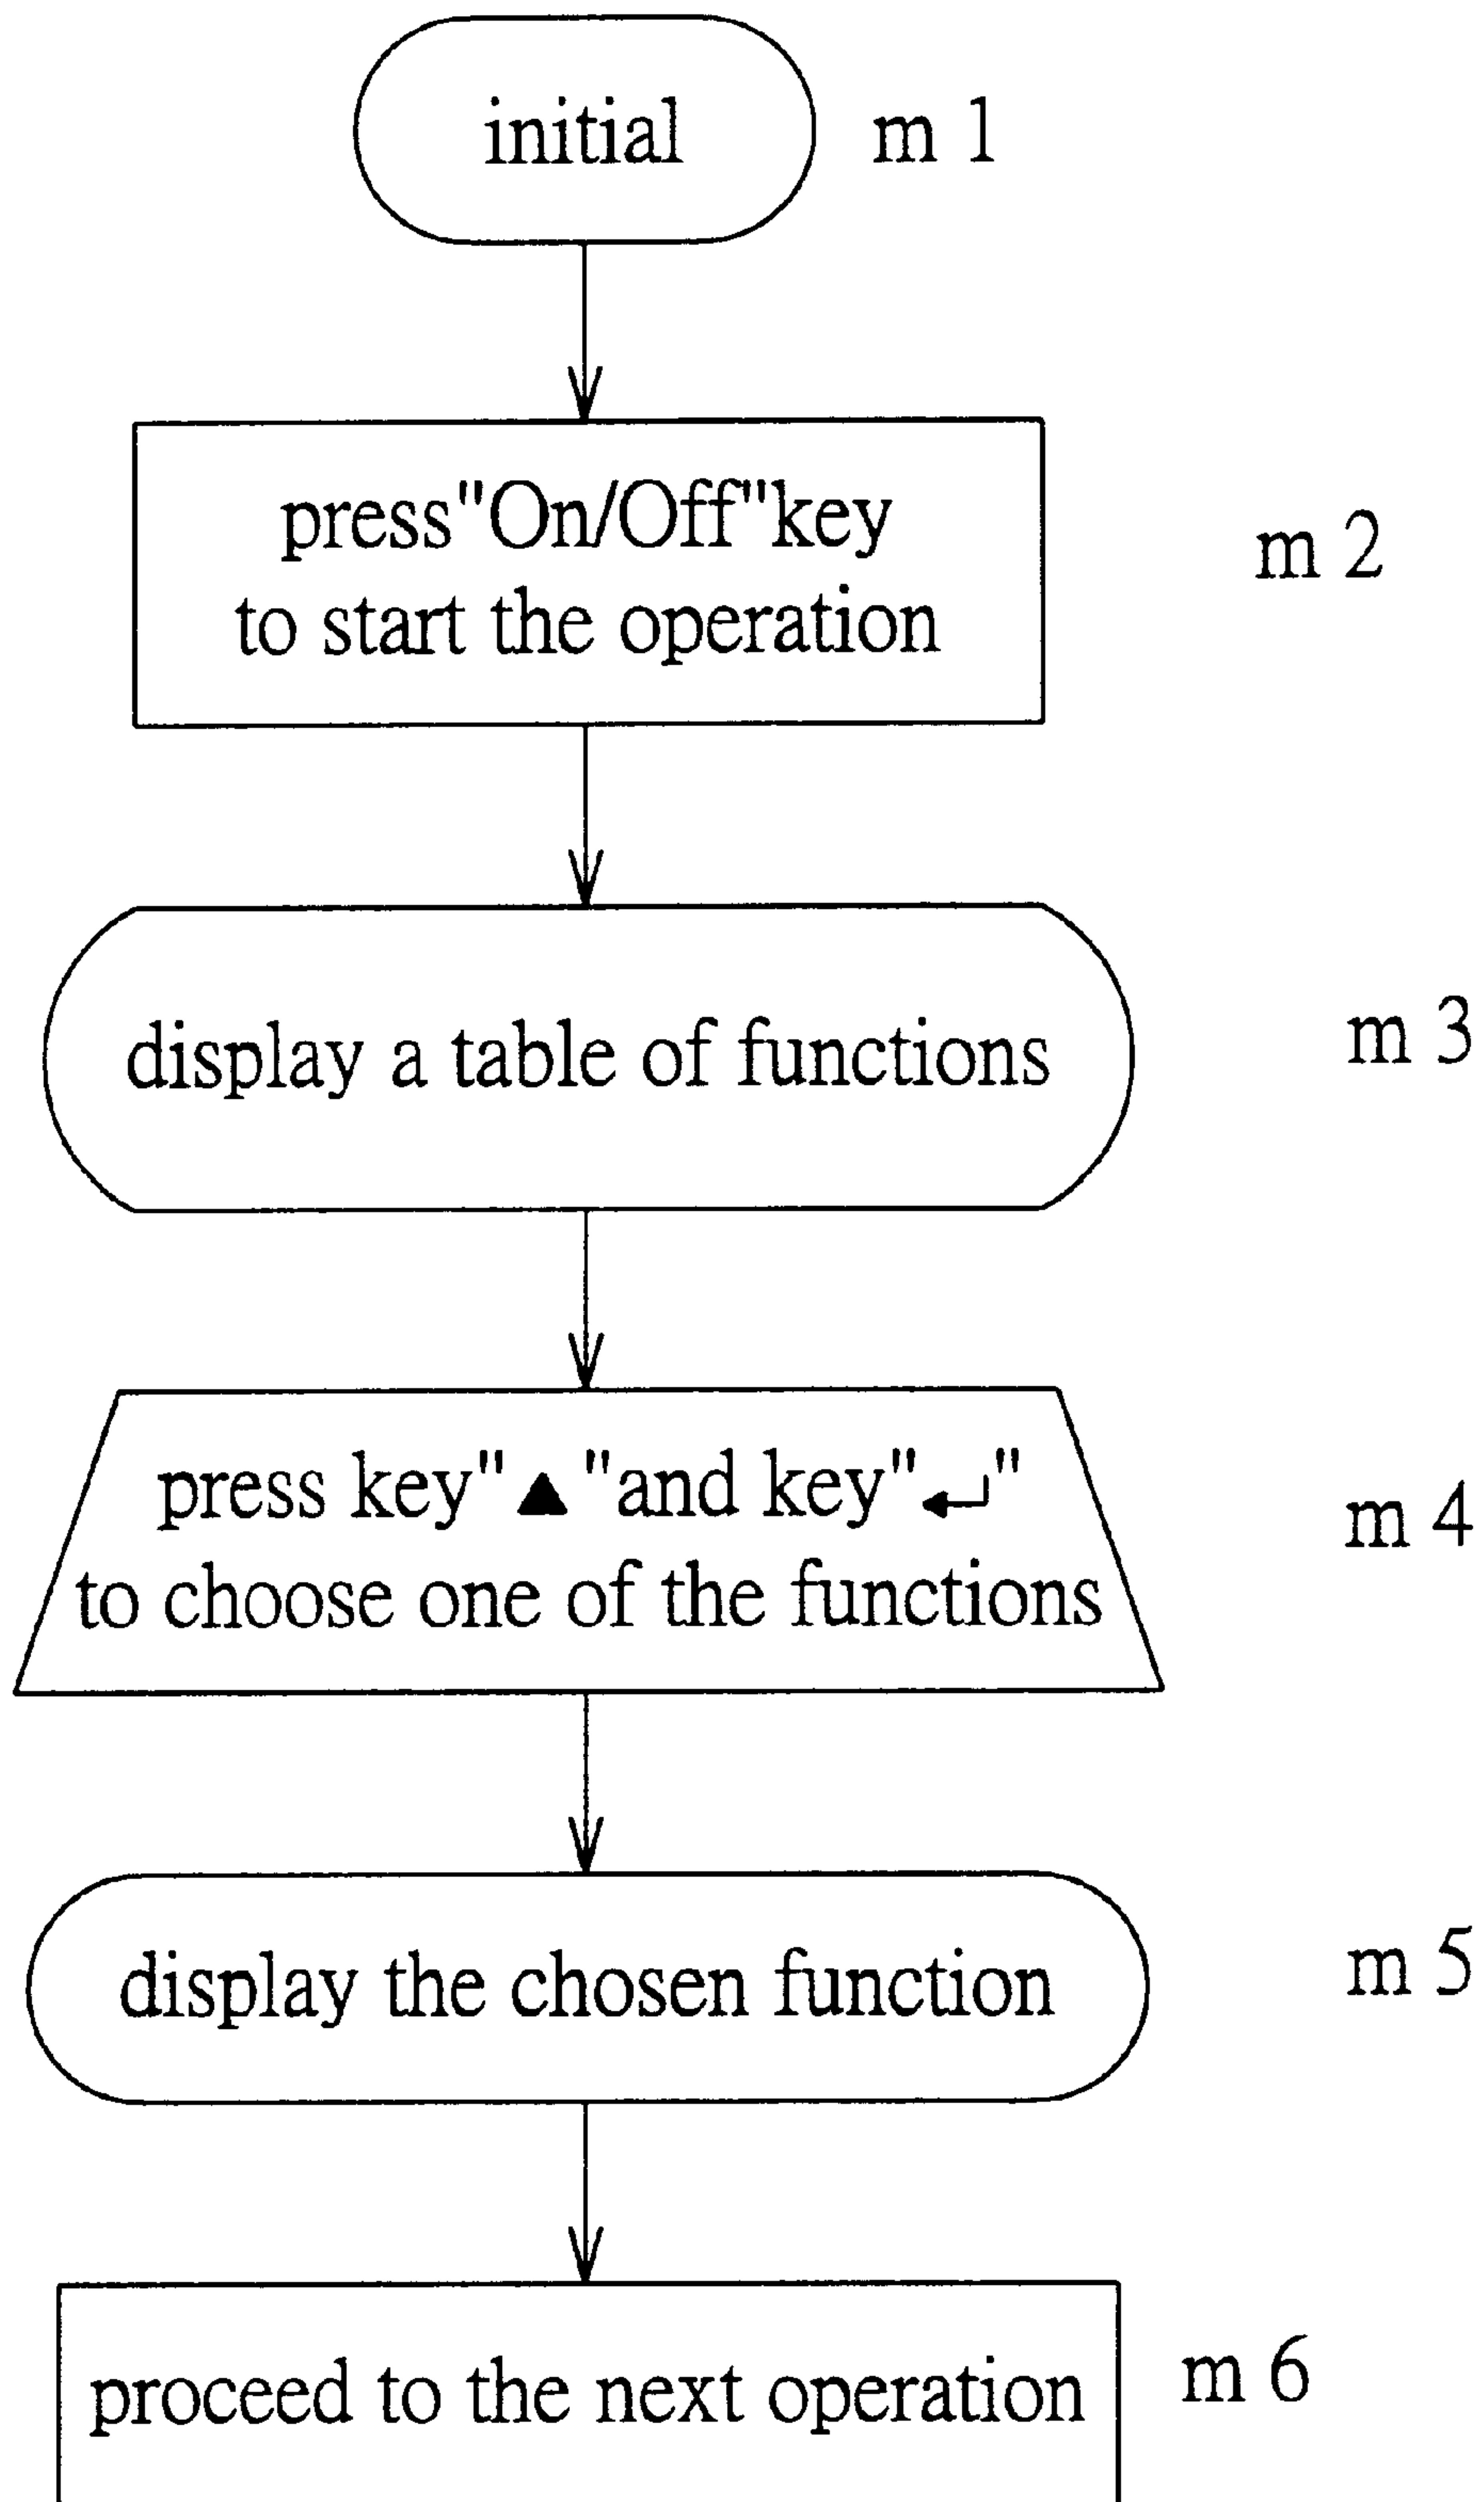 initial m 1
press"On/Off"key
to start the operation
m 2
display a table of functions
m 3
press key"▲"and key"↵"
to choose one of the functions
m 4
display the chosen function
m 5
proceed to the next operation
m 6